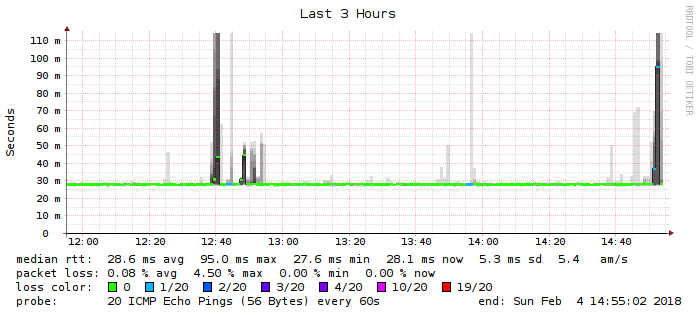 Last 3 Hours
RRDTOOL / TOBI OETIKER
Seconds
110 m
100 m
90 m
80 m
70 m
60 m
50 m
40 m
30 m
20 m
10 m
0
12:00 12:20 12:40 13:00 13:20 13:40 14:00 14:20 14:40
median rtt: 28.6 ms avg 95.0 ms max 27.6 ms min 28.1 ms now 5.3 ms sd 5.4 am/s
packet loss: 0.08 % avg 4.50 % max 0.00 % min 0.00 % now
loss color: 0 1/20 2/20 3/20 4/20 10/20 19/20
probe: 20 ICMP Echo Pings (56 Bytes) every 60s end: Sun Feb 4 14:55:02 2018